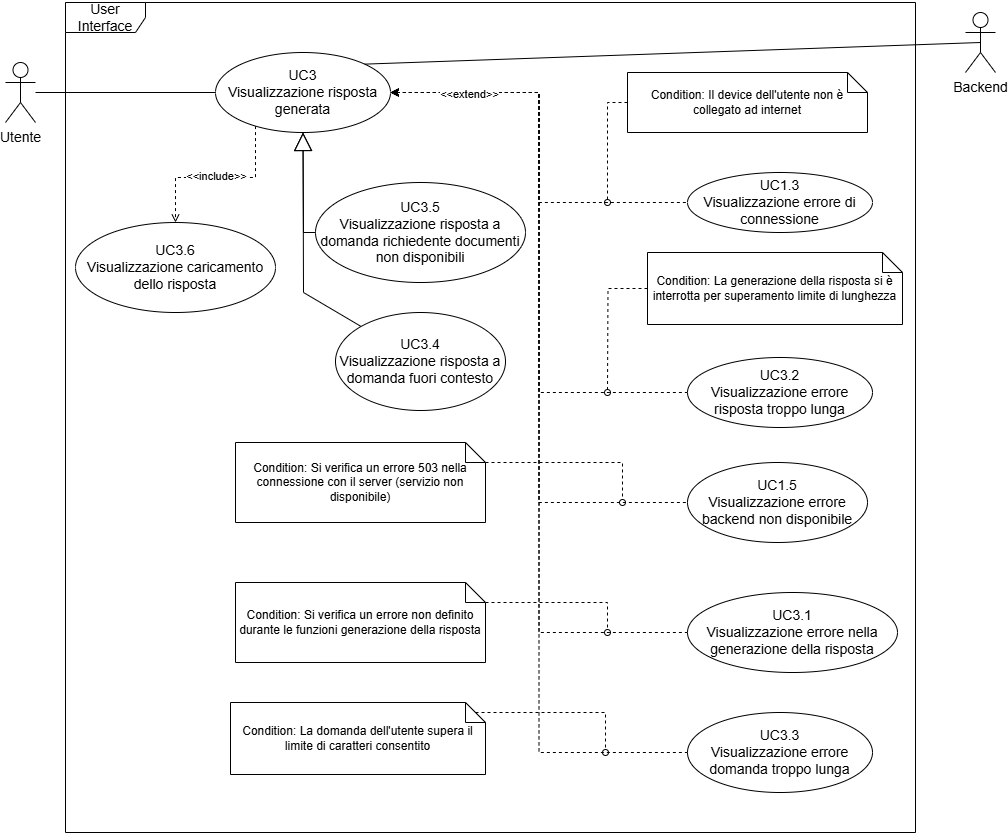 User
Interface
Utente
Backend
UC3
Visualizzazione risposta
generata
<<extend>>
Condition: Il device dell'utente non è
collegato ad internet
<<include>>
UC1.3
Visualizzazione errore di
connessione
UC3.5
Visualizzazione risposta a
domanda richiedente documenti
non disponibili
UC3.6
Visualizzazione caricamento
dello risposta
Condition: La generazione della risposta si è
interrotta per superamento limite di lunghezza
UC3.4
Visualizzazione risposta a
domanda fuori contesto
UC3.2
Visualizzazione errore
risposta troppo lunga
Condition: Si verifica un errore 503 nella
connessione con il server (servizio non
disponibile)
UC1.5
Visualizzazione errore
backend non disponibile
Condition: Si verifica un errore non definito
durante le funzioni generazione della risposta
UC3.1
Visualizzazione errore nella
generazione della risposta
Condition: La domanda dell'utente supera il
limite di caratteri consentito
UC3.3
Visualizzazione errore
domanda troppo lunga